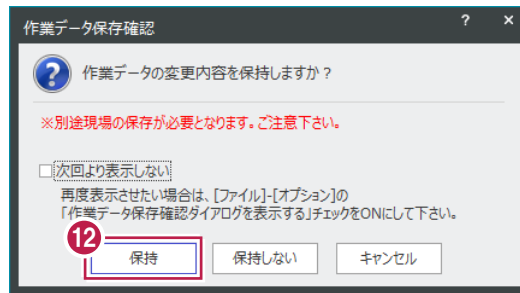 作業データ保存確認
? ×
作業データの変更内容を保持しますか？
※別途現場の保存が必要となります。ご注意下さい。
次回より表示しない
再度表示させたい場合は、[ファイル]-[オプション]の
「作業データ保存確認ダイアログを表示する」チェックをONにして下さい。
12
保持 保持しない キャンセル